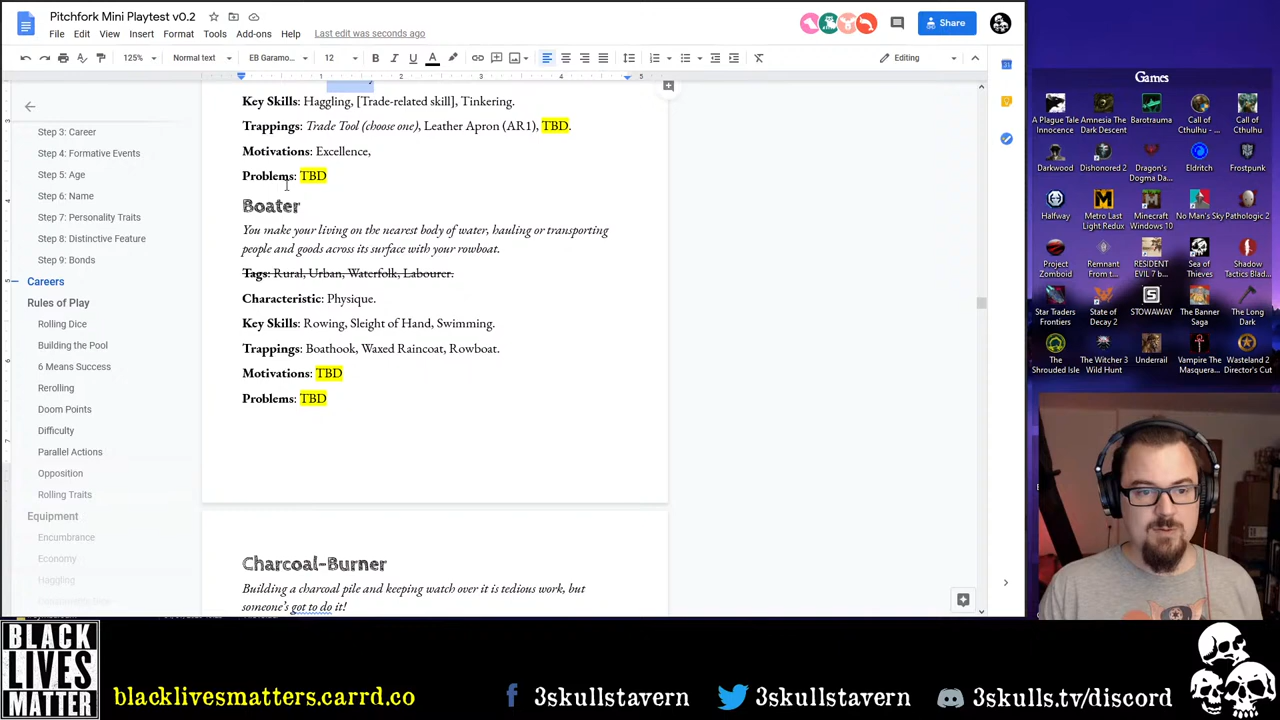 Pitchfork Mini Playtest v0.2
File Edit View Insert Format Tools Add-ons Help Last edit was seconds ago
Share
125% Normal text EB Garamo... 12 Editing
1 2 3 4 5
Step 3: Career
Step 4: Formative Events
Step 5: Age
Step 6: Name
Step 7: Personality Traits
Step 8: Distinctive Feature
Step 9: Bonds
Careers
Rules of Play
Rolling Dice
Building the Pool
6 Means Success
Rerolling
Doom Points
Difficulty
Parallel Actions
Opposition
Rolling Traits
Equipment
Encumbrance
Economy
Haggling
Key Skills: Haggling, [Trade-related skill], Tinkering.
Trappings: Trade Tool (choose one), Leather Apron (AR1), TBD.
Motivations: Excellence,
Problems: TBD
Boater
You make your living on the nearest body of water, hauling or transporting
people and goods across its surface with your rowboat.
Tags: Rural, Urban, Waterfolk, Labourer.
Characteristic: Physique.
Key Skills: Rowing, Sleight of Hand, Swimming.
Trappings: Boathook, Waxed Raincoat, Rowboat.
Motivations: TBD
Problems: TBD
Charcoal-Burner
Building a charcoal pile and keeping watch over it is tedious work, but
someone's got to do it!
Games
A Plague Tale Innocence
Amnesia The Dark Descent
Barotrauma
Call of Cthulhu - ...
Call of Cthulhu
Darkest Dungeon
Dishonored 2
Dragon's Dogma Da...
Eldritch
Frostpunk
Halfway
Metro Last Light Redux
Minecraft Windows 10
No Man's Sky
Pathologic 2
Project Zomboid
Remnant From t...
RESIDENT EVIL 7 b...
Sea of Thieves
Shadow Tactics Blad...
Star Traders Frontiers
State of Decay 2
STOWAWAY
The Banner Saga
The Long Dark
The Shrouded Isle
The Witcher 3 Wild Hunt
Underrail
Vampire The Masquera...
Wasteland 2 Director's Cut
BLACK
LIVES
MATTER
blacklivesmatters.carrd.co
3skullstavern
3skullstavern
3skulls.tv/discord